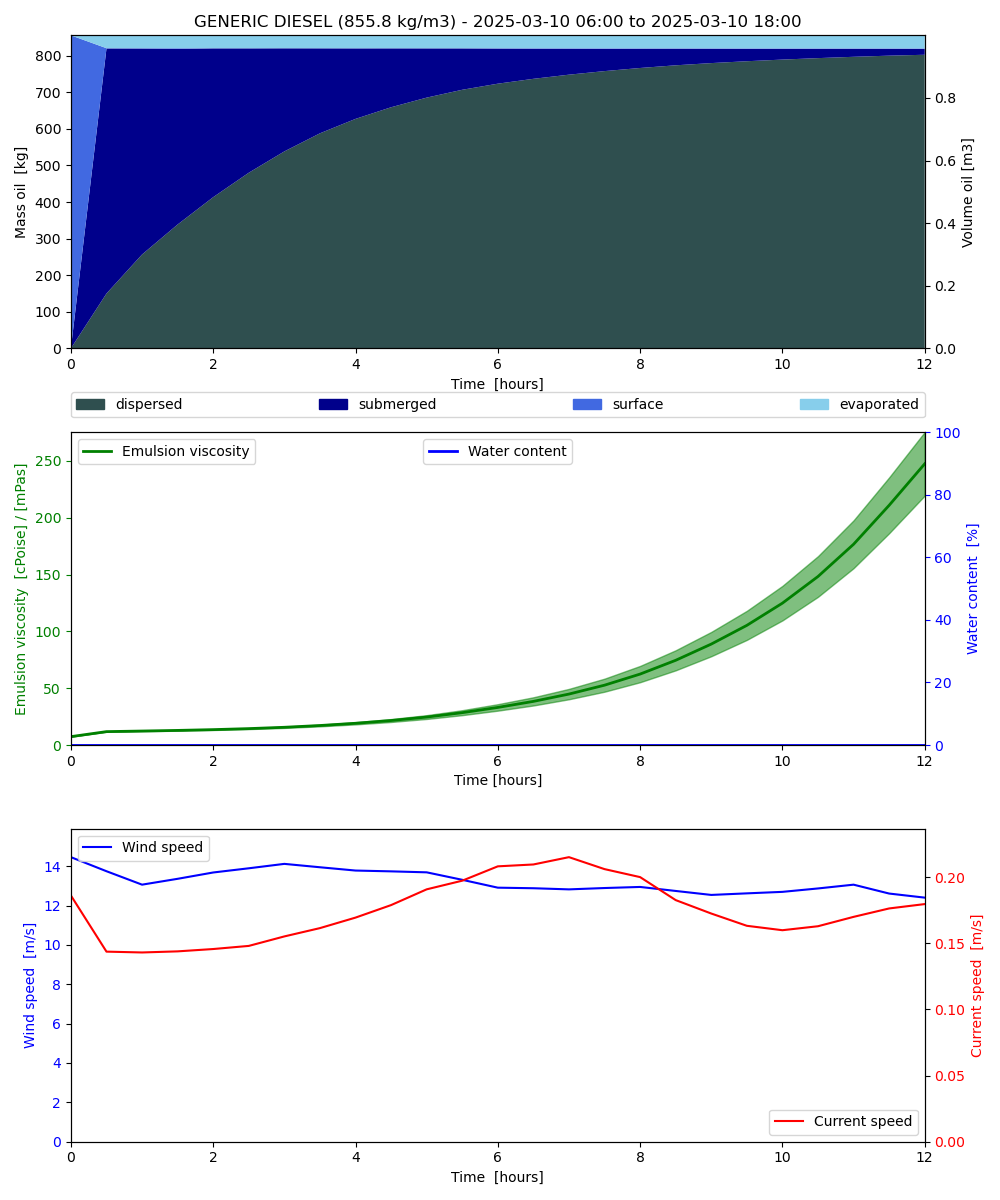 GENERIC DIESEL (855.8 kg/m3) - 2025-03-10 06:00 to 2025-03-10 18:00
Mass oil [kg]
800
700
600
500
400
300
200
100
0
0.8
0.6
0.4
0.2
0.0
Volume oil [m3]
0 2 4 6 8 10 12
Time [hours]
dispersed submerged surface evaporated
Emulsion viscosity [cPoise] / [mPas]
250
200
150
100
50
0
Emulsion viscosity Water content
100
80
60
40
20
0
Water content [%]
0 2 4 6 8 10 12
Time [hours]
Wind speed [m/s]
14
12
10
8
6
4
2
0
Wind speed
0.20
0.15
0.10
0.05
0.00
Current speed [m/s]
Current speed
0 2 4 6 8 10 12
Time [hours]